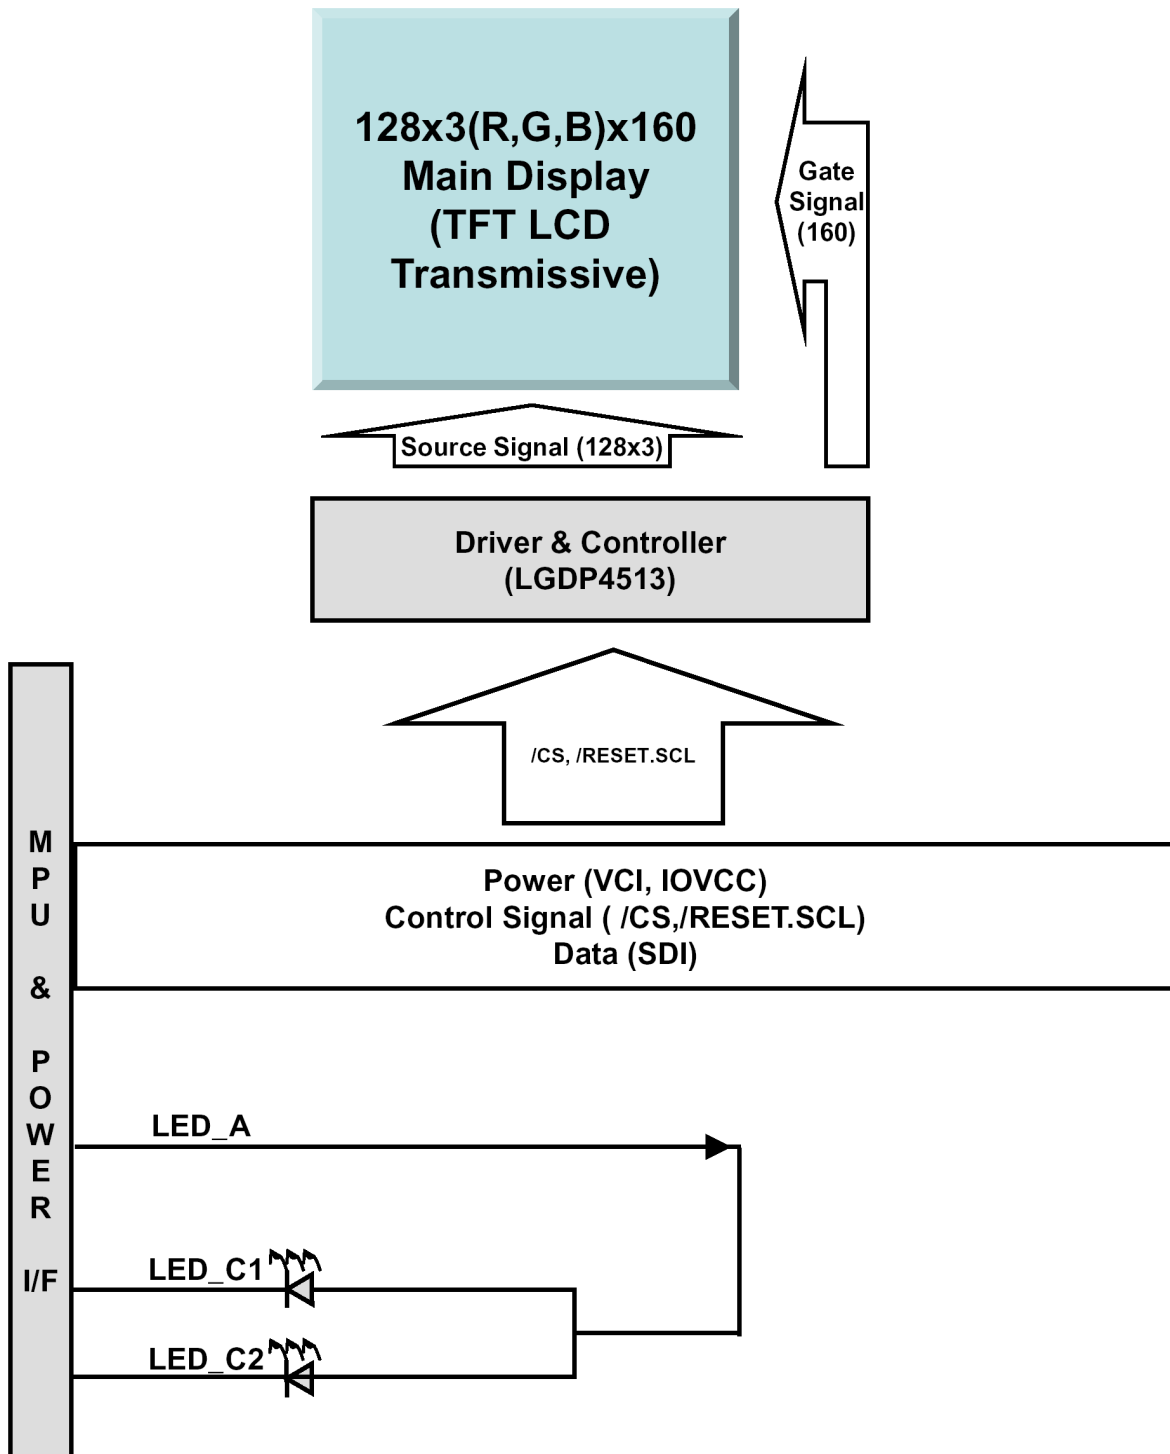 128x3(R,G,B)x160
Main Display
(TFT LCD
Transmissive)
Gate
Signal
(160)
Source Signal (128x3)
Driver & Controller
(LGDP4513)
/CS, /RESET.SCL
Power (VCI, IOVCC)
Control Signal ( /CS,/RESET.SCL)
Data (SDI)
M
P
U
&
P
O
W
E
R
I/F
LED_A
LED_C1
LED_C2